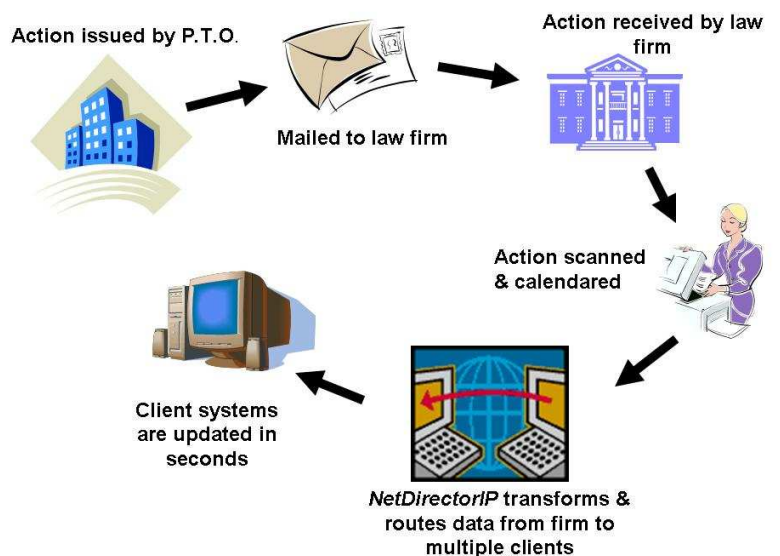 Action issued by P.T.O.
Mailed to law firm
Action received by law
firm
Action scanned
& calendared
NetDirectorIP transforms &
routes data from firm to
multiple clients
Client systems
are updated in
seconds